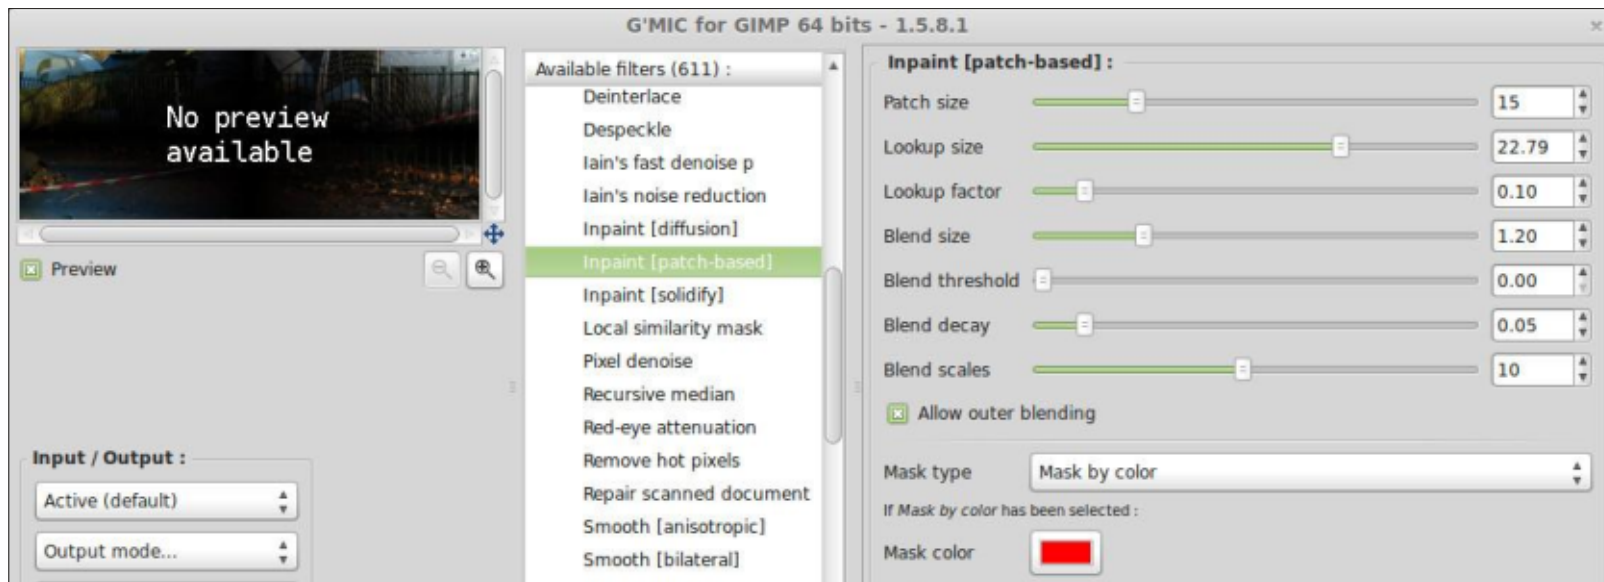 G'MIC for GIMP 64 bits - 1.5.8.1
No preview
available
Preview
Input / Output :
Active (default)
Output mode...
Available filters (611) :
Deinterlace
Despeckle
Iain's fast denoise p
Iain's noise reduction
Inpaint [diffusion]
Inpaint [patch-based]
Inpaint [solidify]
Local similarity mask
Pixel denoise
Recursive median
Red-eye attenuation
Remove hot pixels
Repair scanned document
Smooth [anisotropic]
Smooth [bilateral]
Inpaint [patch-based] :
Patch size 15
Lookup size 22.79
Lookup factor 0.10
Blend size 1.20
Blend threshold 0.00
Blend decay 0.05
Blend scales 10
Allow outer blending
Mask type Mask by color
If Mask by color has been selected :
Mask color